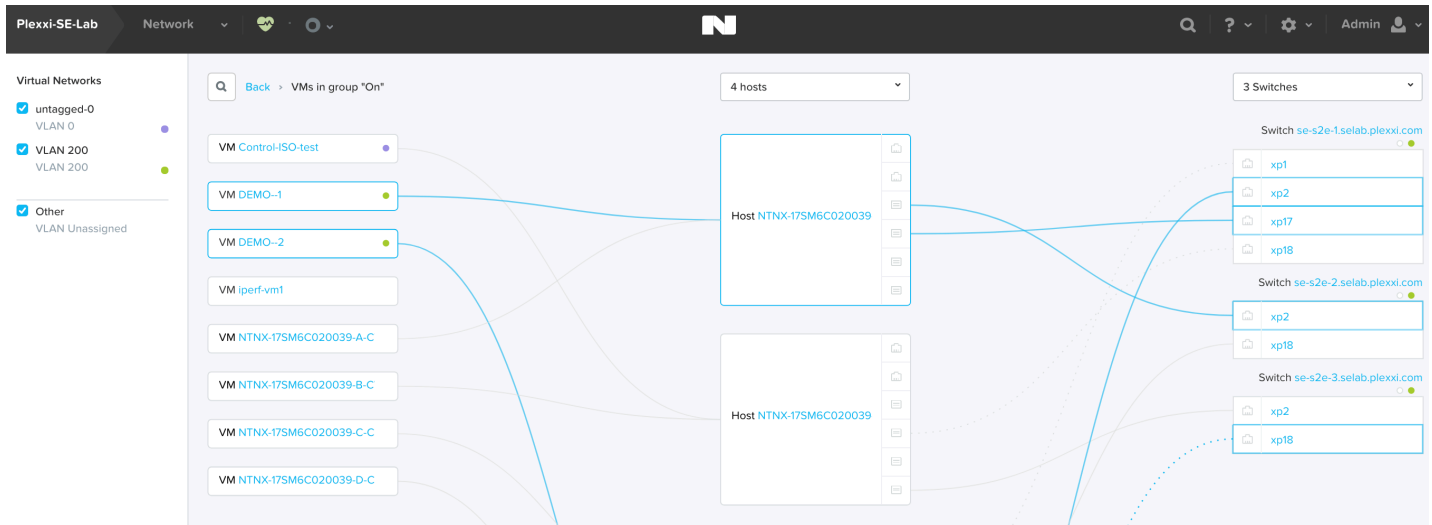 Plexxi-SE-Lab
Network
?
Admin
Virtual Networks
untagged-0
VLAN 0
VLAN 200
VLAN 200
Other
VLAN Unassigned
Back › VMs in group "On"
VM Control-ISO-test
VM DEMO--1
VM DEMO--2
VM iperf-vm1
VM NTNX-17SM6C020039-A-C
VM NTNX-17SM6C020039-B-C
VM NTNX-17SM6C020039-C-C
VM NTNX-17SM6C020039-D-C
4 hosts
Host NTNX-17SM6C020039
Host NTNX-17SM6C020039
3 Switches
Switch se-s2e-1.selab.plexxi.com
xp1
xp2
xp17
xp18
Switch se-s2e-2.selab.plexxi.com
xp2
xp18
Switch se-s2e-3.selab.plexxi.com
xp2
xp18